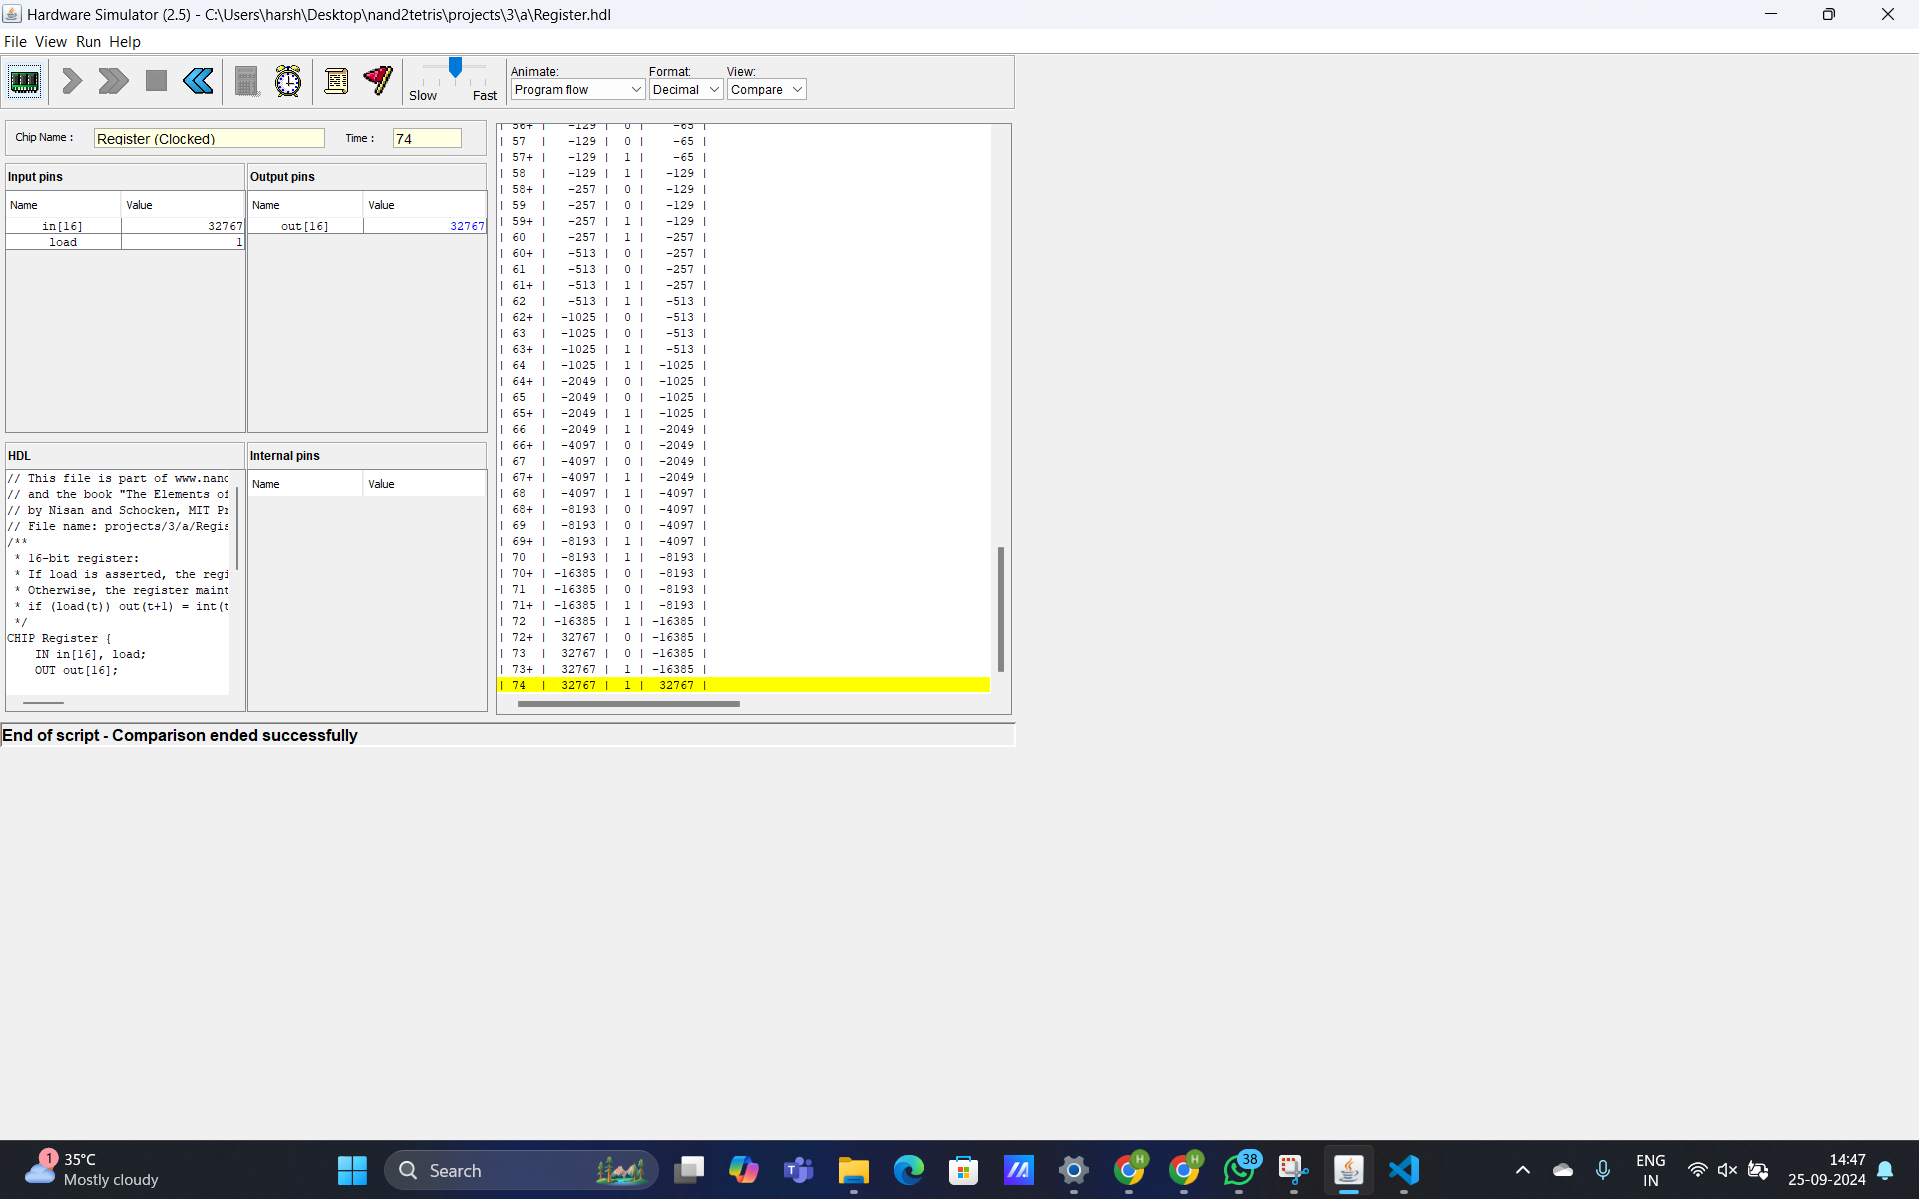 Hardware Simulator (2.5) - C:\Users\harsh\Desktop\nand2tetris\projects\3\a\Register.hdl
File View Run Help
Slow Fast
Animate: Format: View:
Program flow Decimal Compare
Chip Name : Register (Clocked) Time : 74
Input pins
Name Value
in[16] 32767
load 1
Output pins
Name Value
out[16] 32767
HDL
// This file is part of www.nand
// and the book "The Elements of
// by Nisan and Schocken, MIT Pr
// File name: projects/3/a/Regis
/**
* 16-bit register:
* If load is asserted, the regi
* Otherwise, the register maint
* if (load(t)) out(t+1) = int(t
*/
CHIP Register {
IN in[16], load;
OUT out[16];
Internal pins
Name Value
| 56+ | -129 | 0 | -65 |
| 57 | -129 | 0 | -65 |
| 57+ | -129 | 1 | -65 |
| 58 | -129 | 1 | -129 |
| 58+ | -257 | 0 | -129 |
| 59 | -257 | 0 | -129 |
| 59+ | -257 | 1 | -129 |
| 60 | -257 | 1 | -257 |
| 60+ | -513 | 0 | -257 |
| 61 | -513 | 0 | -257 |
| 61+ | -513 | 1 | -257 |
| 62 | -513 | 1 | -513 |
| 62+ | -1025 | 0 | -513 |
| 63 | -1025 | 0 | -513 |
| 63+ | -1025 | 1 | -513 |
| 64 | -1025 | 1 | -1025 |
| 64+ | -2049 | 0 | -1025 |
| 65 | -2049 | 0 | -1025 |
| 65+ | -2049 | 1 | -1025 |
| 66 | -2049 | 1 | -2049 |
| 66+ | -4097 | 0 | -2049 |
| 67 | -4097 | 0 | -2049 |
| 67+ | -4097 | 1 | -2049 |
| 68 | -4097 | 1 | -4097 |
| 68+ | -8193 | 0 | -4097 |
| 69 | -8193 | 0 | -4097 |
| 69+ | -8193 | 1 | -4097 |
| 70 | -8193 | 1 | -8193 |
| 70+ | -16385 | 0 | -8193 |
| 71 | -16385 | 0 | -8193 |
| 71+ | -16385 | 1 | -8193 |
| 72 | -16385 | 1 | -16385 |
| 72+ | 32767 | 0 | -16385 |
| 73 | 32767 | 0 | -16385 |
| 73+ | 32767 | 1 | -16385 |
| 74 | 32767 | 1 | 32767 |
End of script - Comparison ended successfully
1
35°C
Mostly cloudy
Search
H
H
38
ENG
IN
14:47
25-09-2024